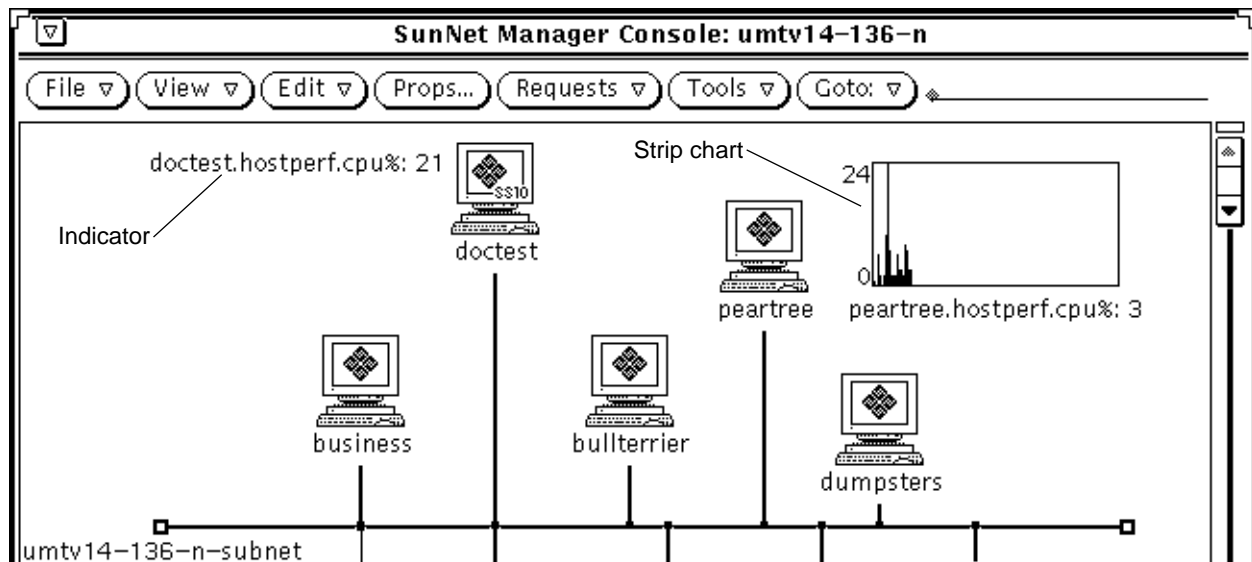 SunNet Manager Console: umtv14-136-n
File View Edit Props... Requests Tools Goto:
doctest.hostperf.cpu%: 21
SS10
doctest
Indicator
Strip chart
24
0
peartree.hostperf.cpu%: 3
peartree
business
bullterrier
dumpsters
umtv14-136-n-subnet